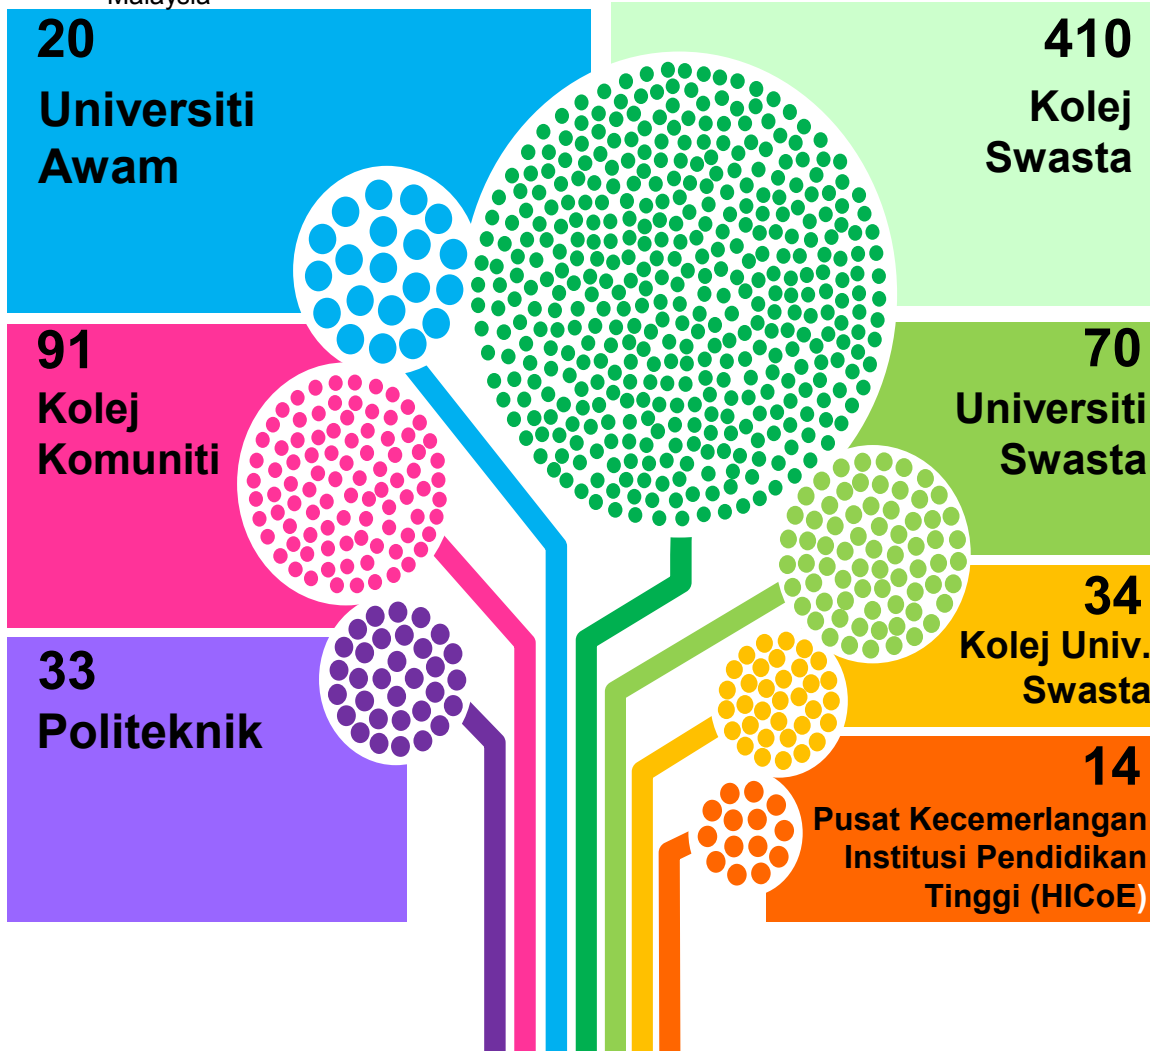 Malaysia
20
Universiti
Awam
410
Kolej
Swasta
91
Kolej
Komuniti
70
Universiti
Swasta
33
Politeknik
34
Kolej Univ.
Swasta
14
Pusat Kecemerlangan
Institusi Pendidikan
Tinggi (HICoE)